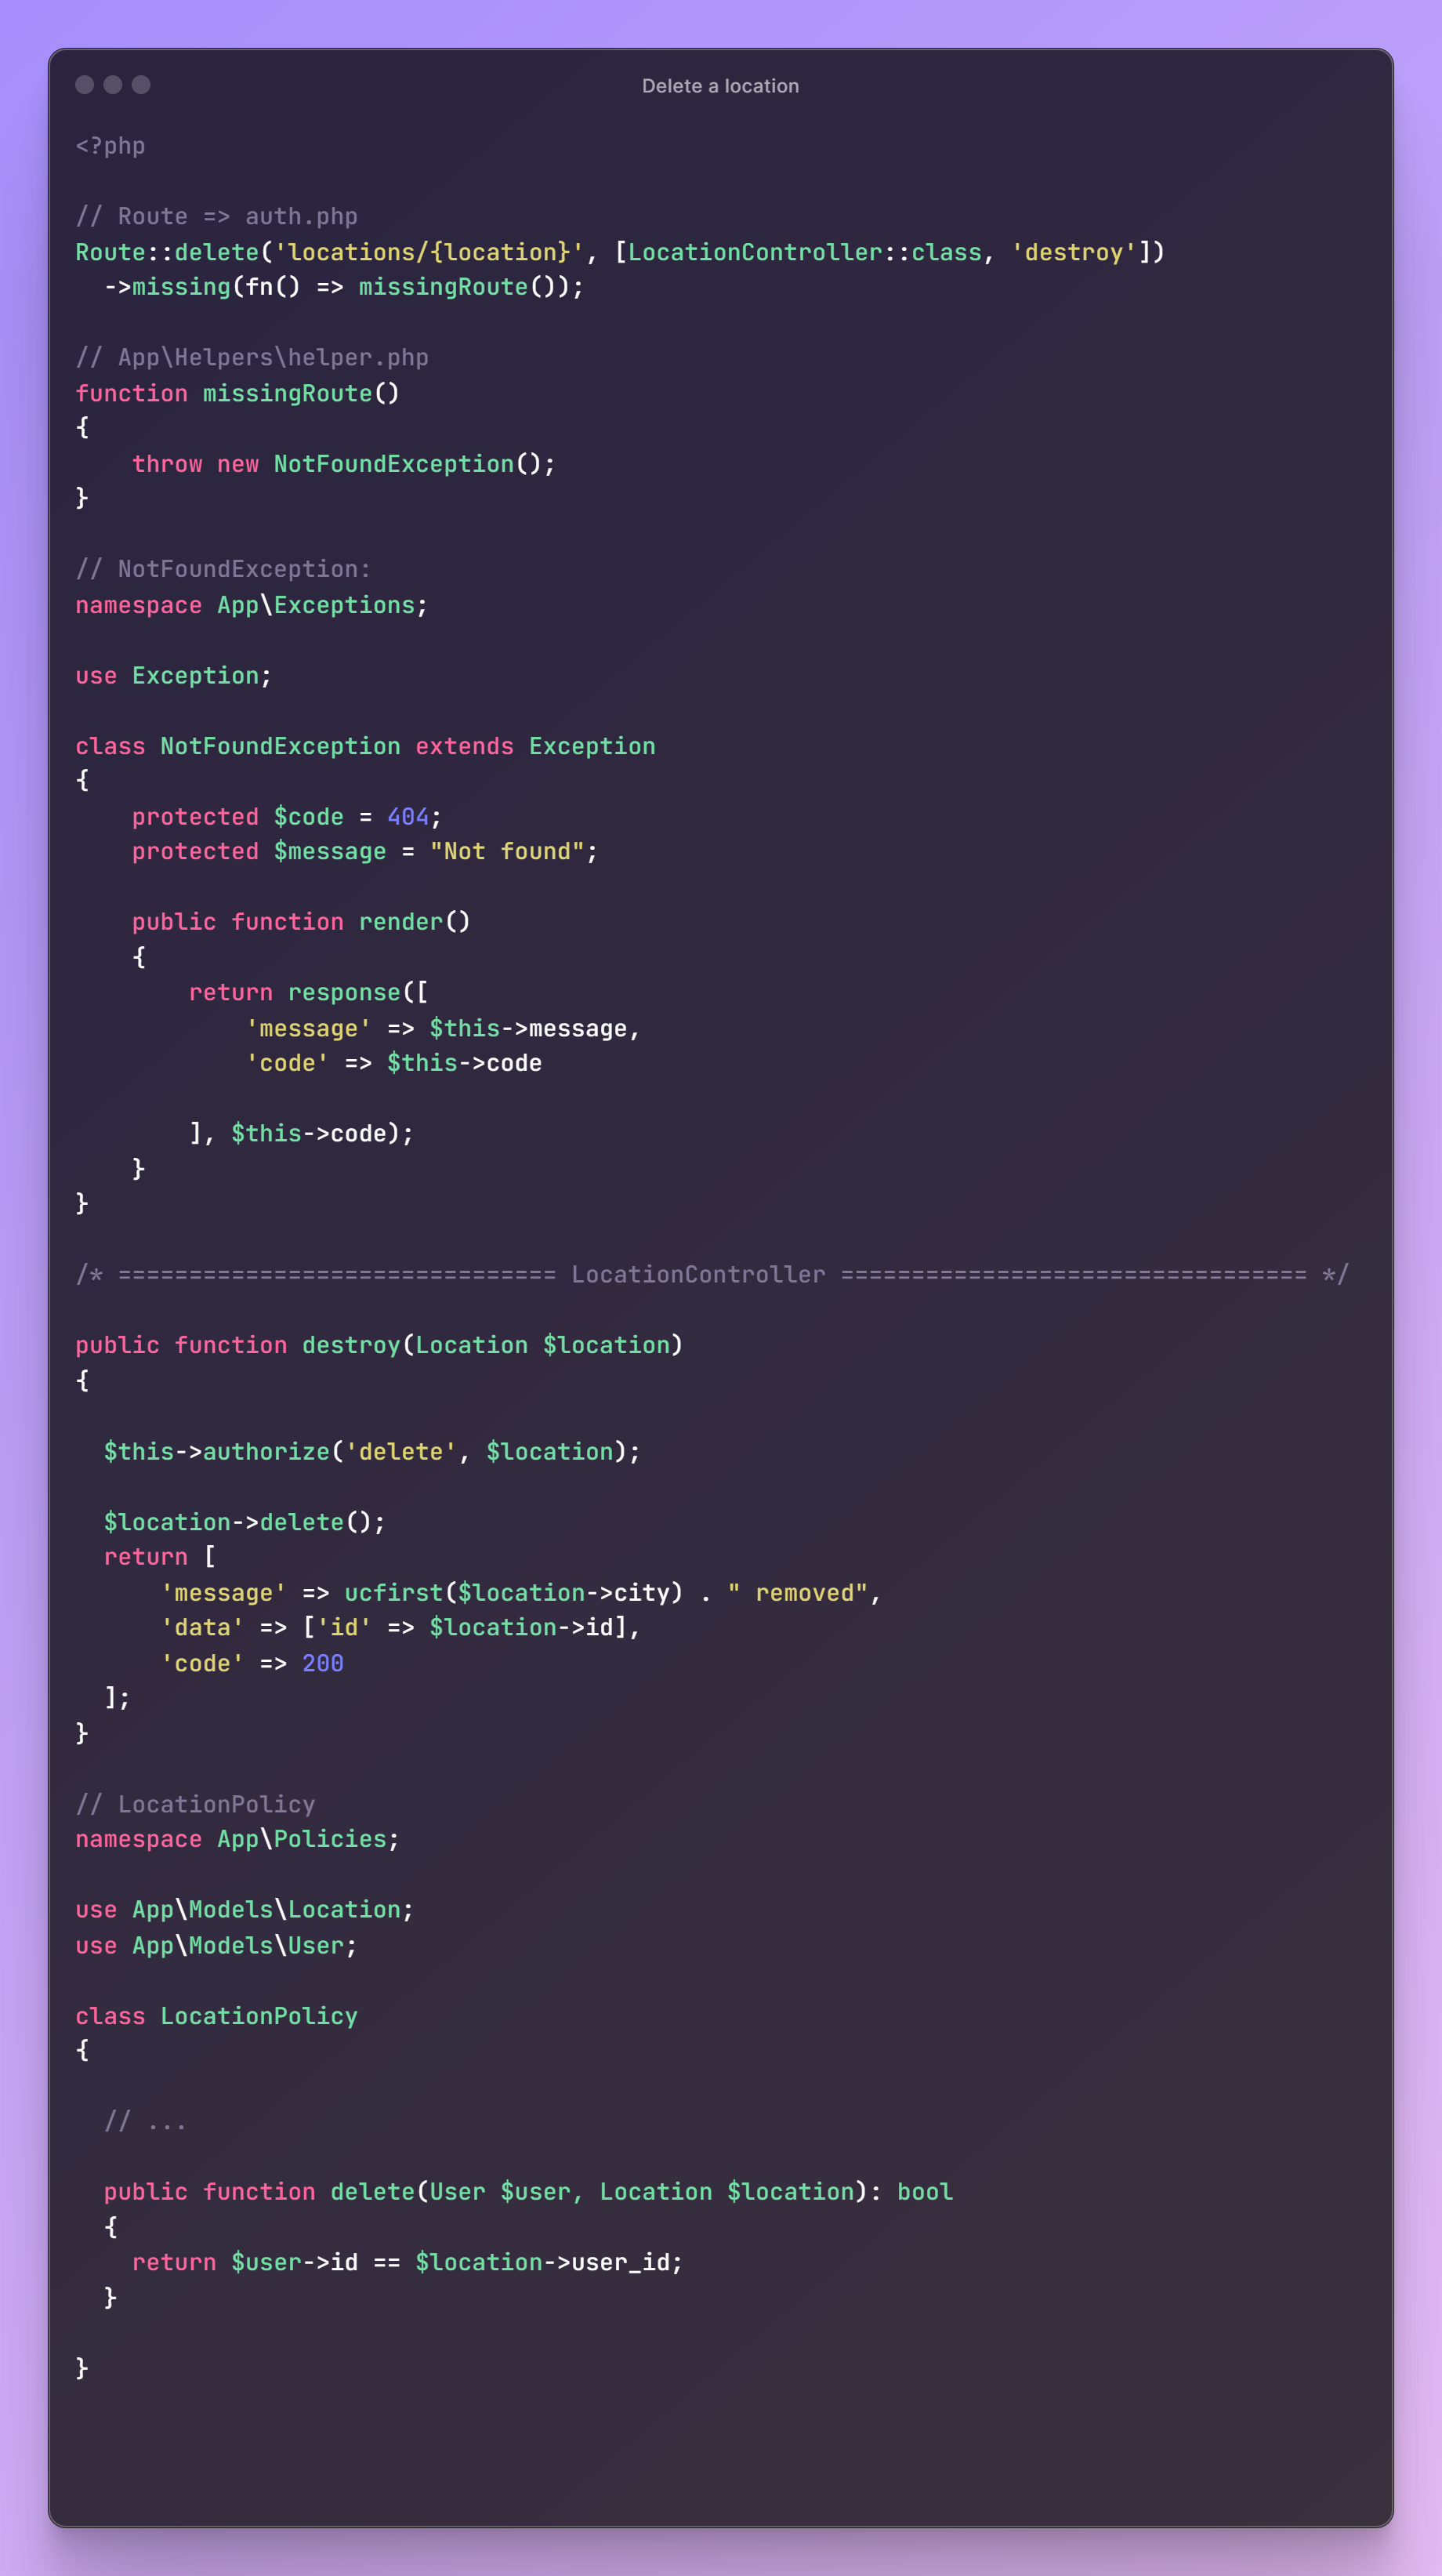 Delete a location
<?php
// Route => auth.php
Route::delete('locations/{location}', [LocationController::class, 'destroy'])
  ->missing(fn() => missingRoute());
// App\Helpers\helper.php
function missingRoute()
{
    throw new NotFoundException();
}
// NotFoundException:
namespace App\Exceptions;
use Exception;
class NotFoundException extends Exception
{
    protected $code = 404;
    protected $message = "Not found";
    public function render()
    {
        return response([
            'message' => $this->message,
            'code' => $this->code
        ], $this->code);
    }
}
/* =============================== LocationController ================================= */
public function destroy(Location $location)
{
  $this->authorize('delete', $location);
  $location->delete();
  return [
      'message' => ucfirst($location->city) . " removed",
      'data' => ['id' => $location->id],
      'code' => 200
  ];
}
// LocationPolicy
namespace App\Policies;
use App\Models\Location;
use App\Models\User;
class LocationPolicy
{
  // ...
  public function delete(User $user, Location $location): bool
  {
    return $user->id == $location->user_id;
  }
}